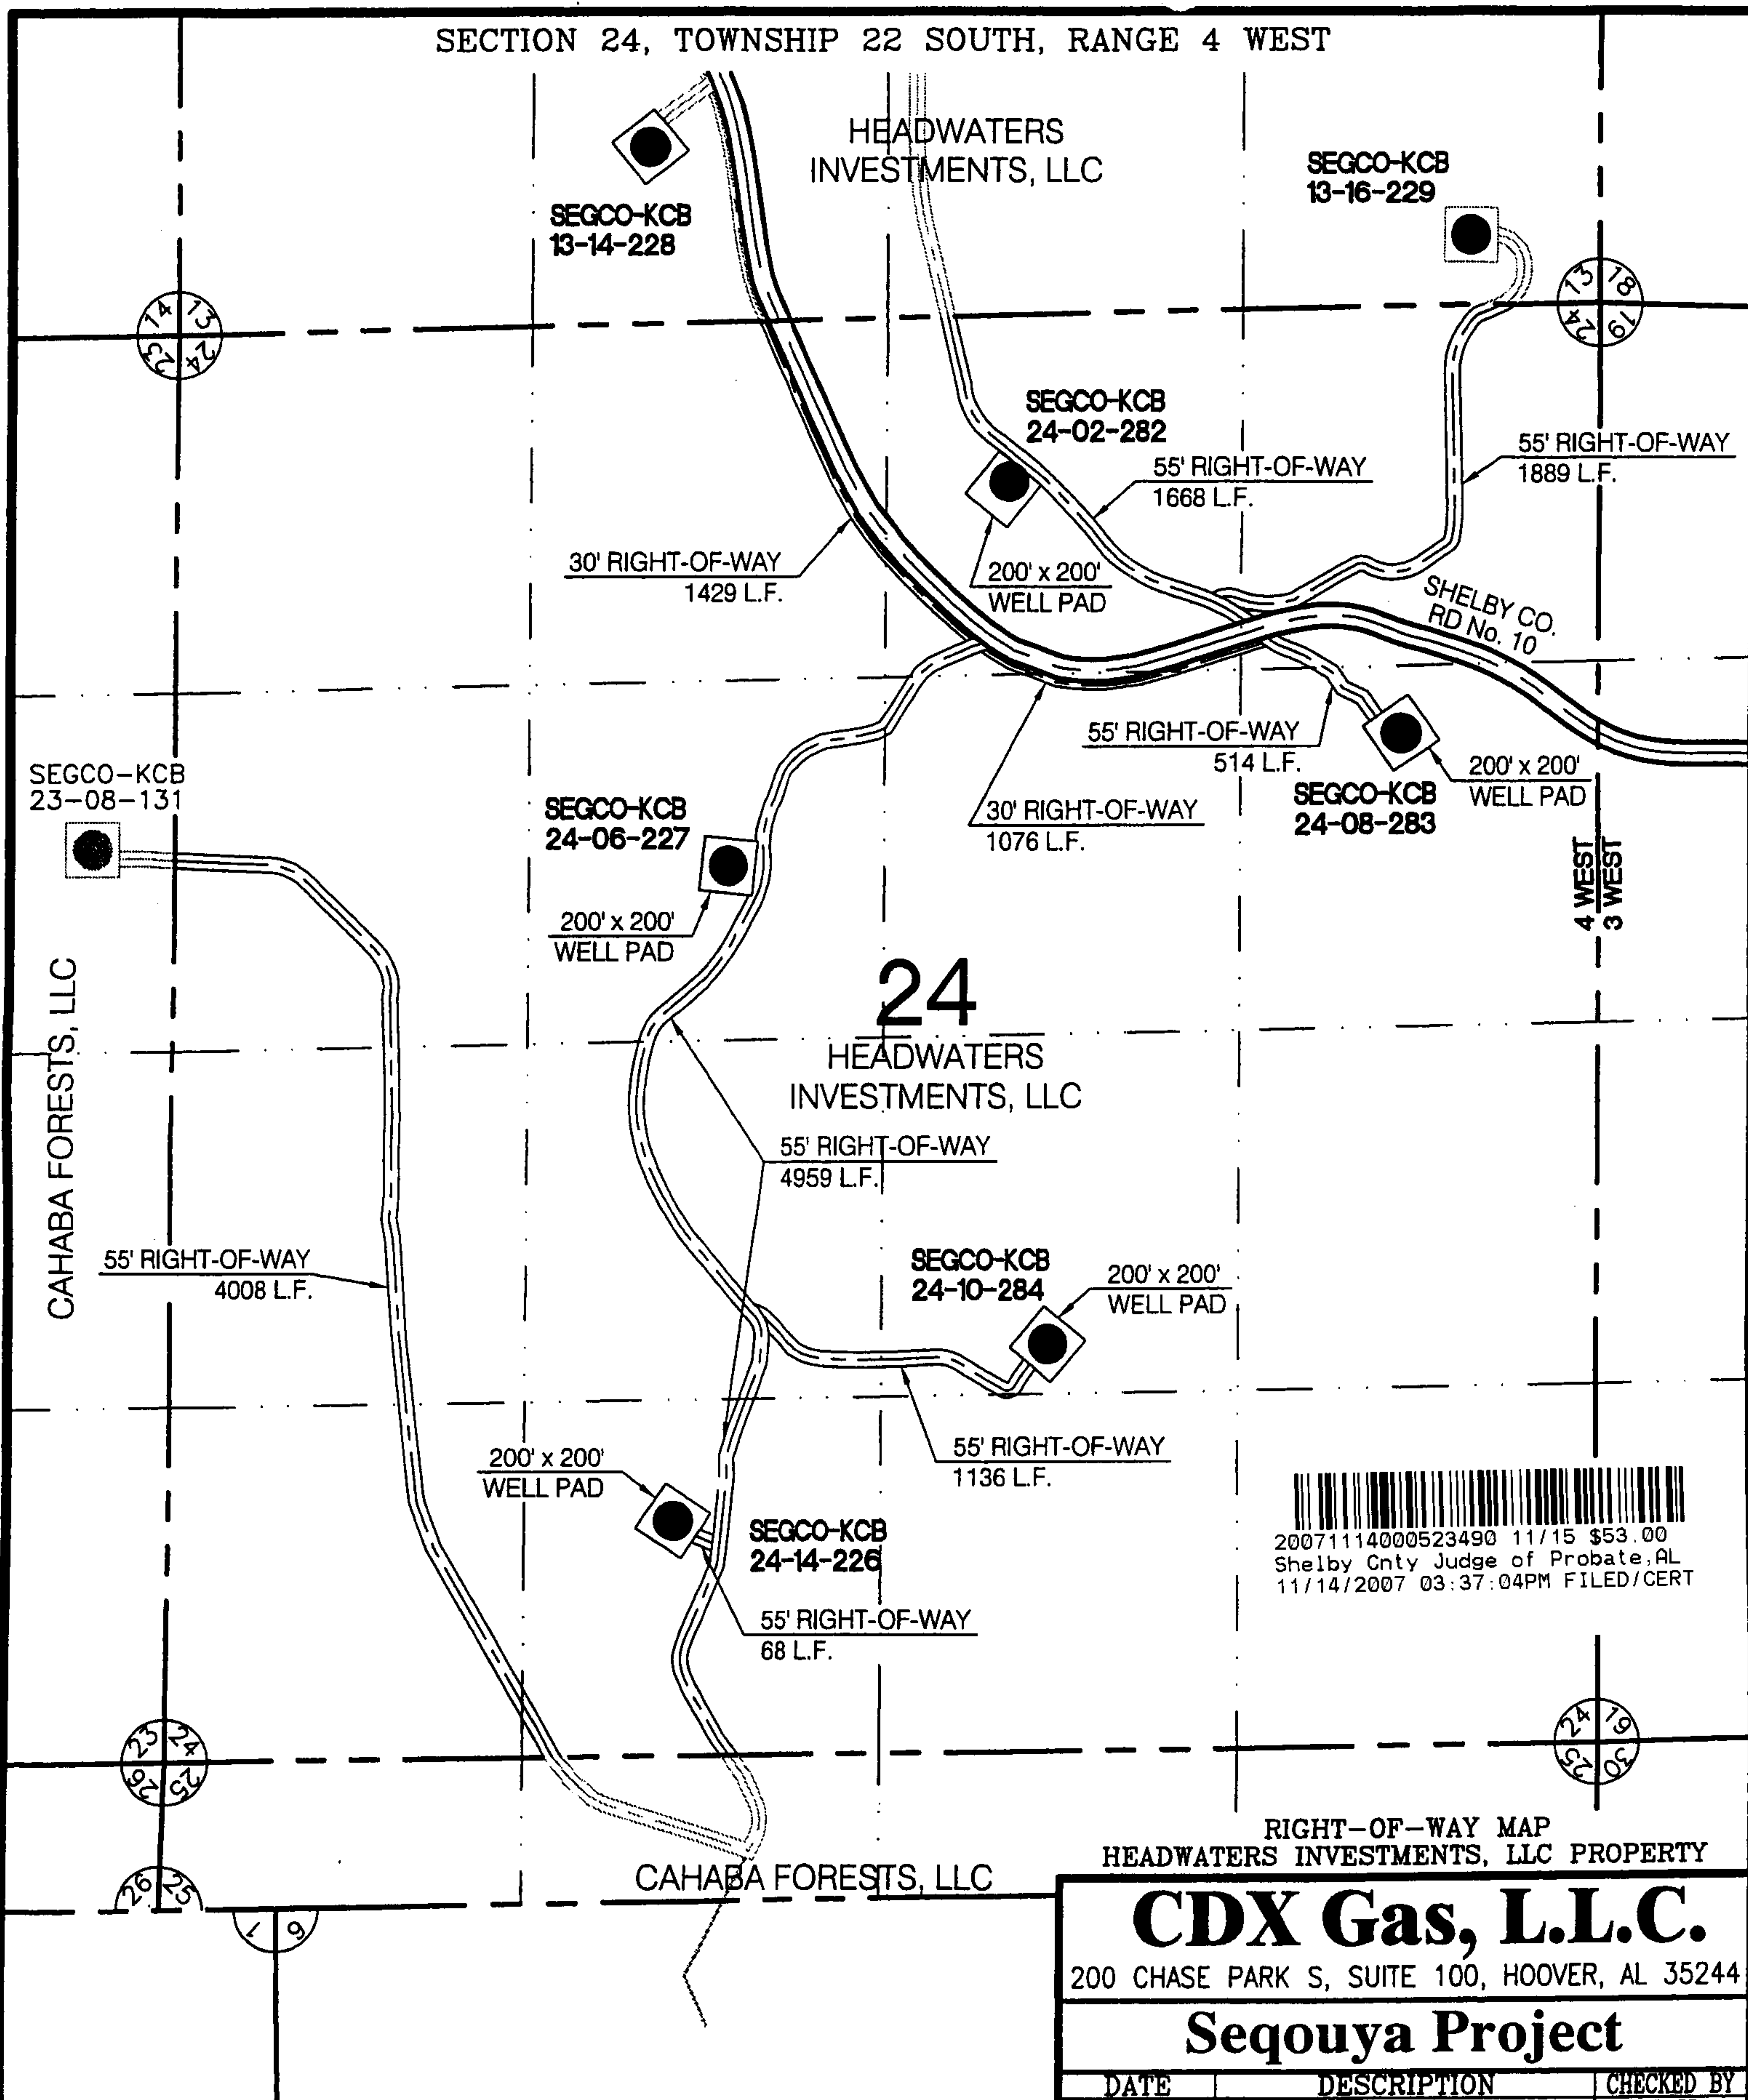 SECTION 24, TOWNSHIP 22 SOUTH, RANGE 4 WEST
HEADWATERS
INVESTMENTS, LLC
SEGCO-KCB
13-16-229
SEGCO-KCB
13-14-228
14 13
23 24
13 18
24 19
SEGCO-KCB
24-02-282
55' RIGHT-OF-WAY
1668 L.F.
55' RIGHT-OF-WAY
1889 L.F.
30' RIGHT-OF-WAY
1429 L.F.
200' x 200'
WELL PAD
SHELBY CO.
RD No. 10
55' RIGHT-OF-WAY
514 L.F.
200' x 200'
WELL PAD
SEGCO-KCB
24-08-283
SEGCO-KCB
23-08-131
SEGCO-KCB
24-06-227
30' RIGHT-OF-WAY
1076 L.F.
4 WEST
3 WEST
200' x 200'
WELL PAD
CAHABA FORESTS, LLC
24
HEADWATERS
INVESTMENTS, LLC
55' RIGHT-OF-WAY
4959 L.F.
55' RIGHT-OF-WAY
4008 L.F.
SEGCO-KCB
24-10-284
200' x 200'
WELL PAD
55' RIGHT-OF-WAY
1136 L.F.
200' x 200'
WELL PAD
SEGCO-KCB
24-14-226
55' RIGHT-OF-WAY
68 L.F.
20071114000523490 11/15 $53.00
Shelby Cnty Judge of Probate,AL
11/14/2007 03:37:04PM FILED/CERT
23 24
26 25
24 19
25 30
RIGHT-OF-WAY MAP
HEADWATERS INVESTMENTS, LLC PROPERTY
CAHABA FORESTS, LLC
26 25
1 6
CDX Gas, L.L.C.
200 CHASE PARK S, SUITE 100, HOOVER, AL 35244
Seqouya Project
DATE DESCRIPTION CHECKED BY